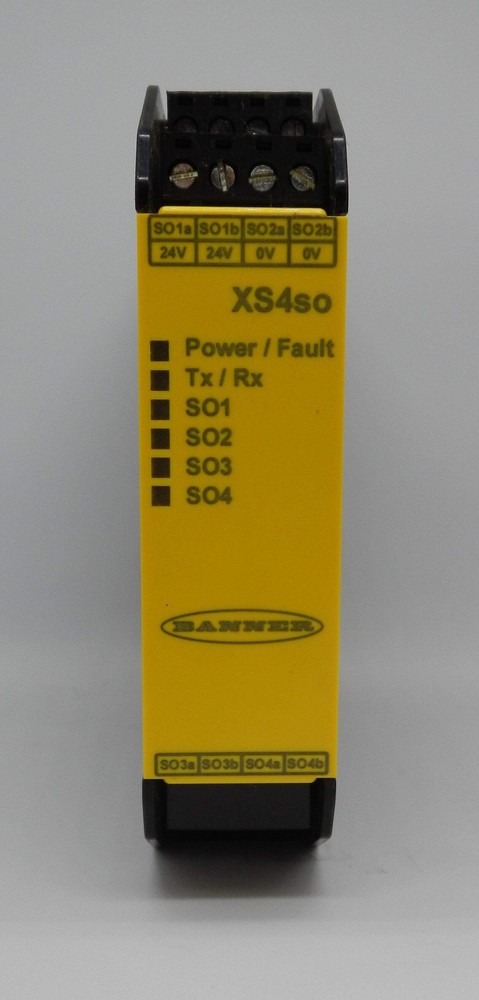 SO1a SO1b SO2a SO2b
24V 24V 0V 0V
XS4so
Power / Fault
Tx / Rx
SO1
SO2
SO3
SO4
BANNER
SO3a SO3b SO4a SO4b